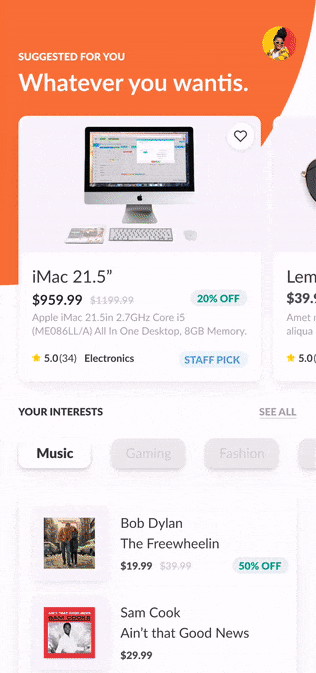 SUGGESTED FOR YOU
Whatever you wantis.
iMac 21.5”
$959.99 $1199.99 20% OFF
Apple iMac 21.5in 2.7GHz Core i5
(ME086LL/A) All In One Desktop, 8GB Memory.
5.0(34) Electronics STAFF PICK
Lem
$39.9
Amet r
aliqua
5.0(
YOUR INTERESTS SEE ALL
Music Gaming Fashion
Bob Dylan
The Freewheelin
$19.99 $39.99 50% OFF
SAM COOKE
Sam Cook
Ain’t that Good News
$29.99